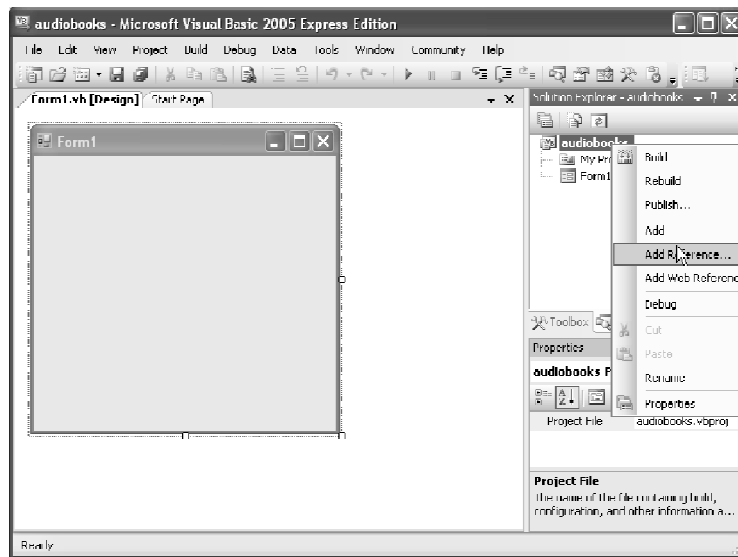 audiobooks - Microsoft Visual Basic 2005 Express Edition
File Edit View Project Build Debug Data Tools Window Community Help
Form1.vb [Design] Start Page
Solution Explorer - audiobooks
Form1
audiobooks
My Pr
Form1
Build
Rebuild
Publish...
Add
Add Reference...
Add Web Referenc
Debug
Cut
Paste
Rename
Properties
Toolbox
Properties
audiobooks P
Project File audiobooks.vbproj
Project File
The name of the file containing build,
configuration, and other information a...
Ready